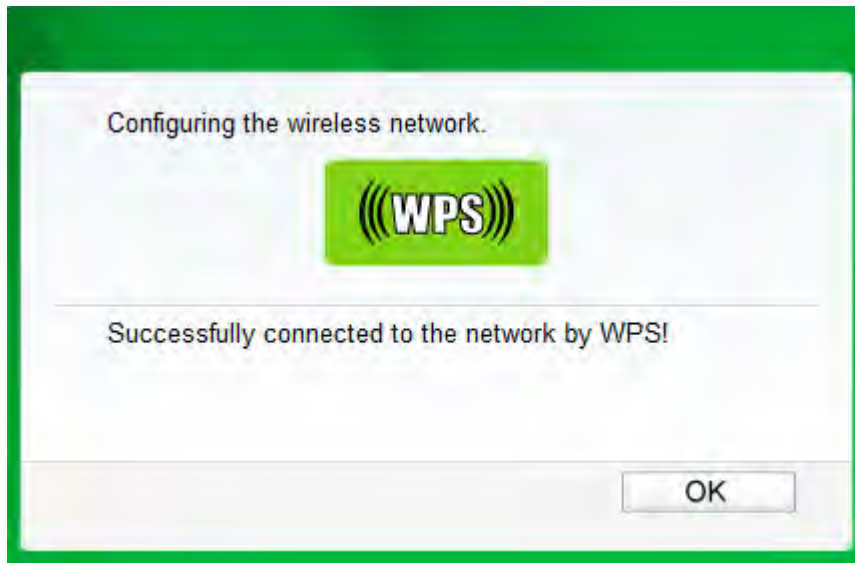 Configuring the wireless network.
(((WPS)))
Successfully connected to the network by WPS!
OK